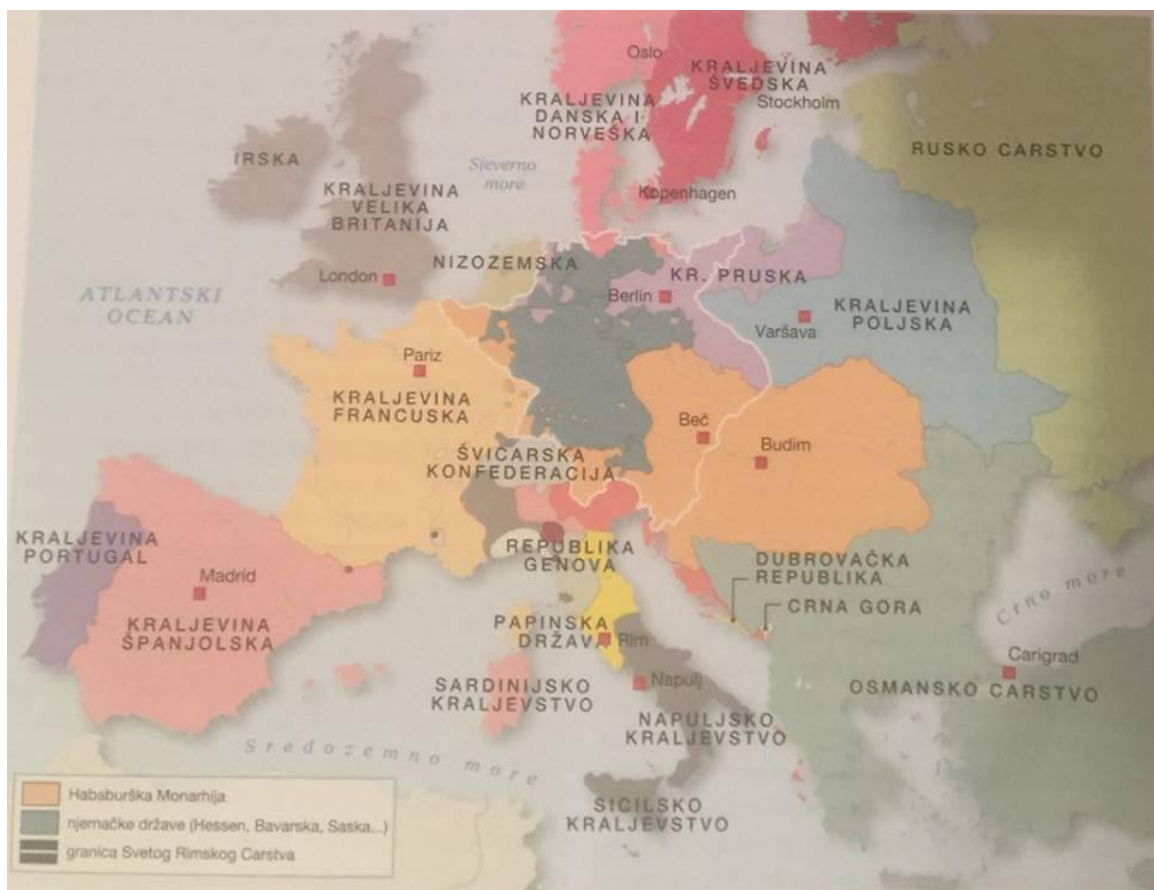 Oslo
KRALJEVINA
ŠVEDSKA
Stockholm
KRALJEVINA
DANSKA I
NORVEŠKA
RUSKO CARSTVO
IRSKA
Sjeverno
more
KRALJEVINA
VELIKA
BRITANIJA
Kopenhagen
London
NIZOZEMSKA
KR. PRUSKA
Berlin
ATLANTSKI
OCEAN
KRALJEVINA
POLJSKA
Varšava
Pariz
KRALJEVINA
FRANCUSKA
Beč
Budim
ŠVICARSKA
KONFEDERACIJA
KRALJEVINA
PORTUGAL
REPUBLIKA
GENOVA
DUBROVAČKA
REPUBLIKA
CRNA GORA
Crno more
Madrid
KRALJEVINA
ŠPANJOLSKA
PAPINSKA
DRŽAVA
Rim
Carigrad
OSMANSKO CARSTVO
SARDINIJSKO
KRALJEVSTVO
Napulj
NAPULJSKO
KRALJEVSTVO
Sredozemno more
SICILSKO
KRALJEVSTVO
Habsburška Monarhija
njemačke države (Hessen, Bavarska, Saska...)
granica Svetog Rimskog Carstva